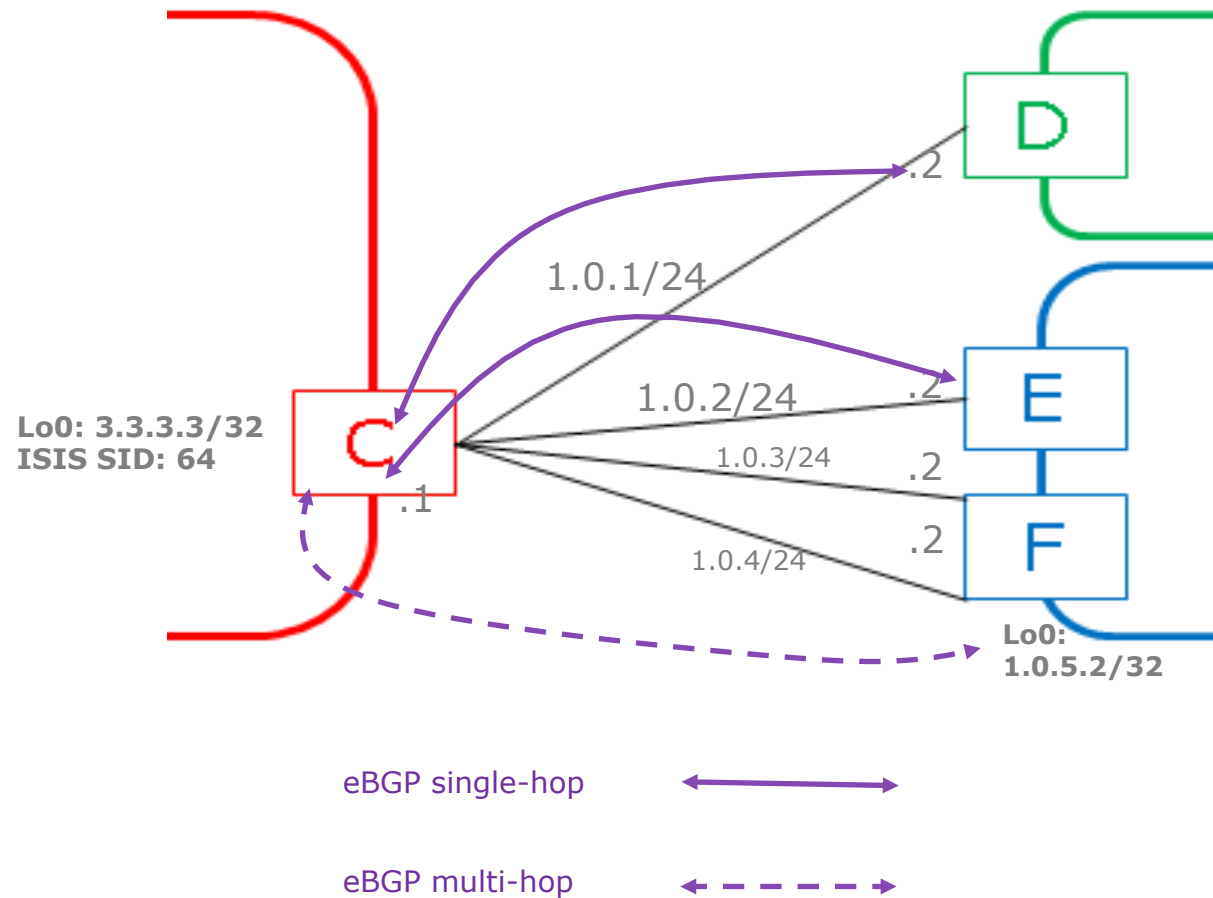 D
.2
1.0.1/24
E
.2
1.0.2/24
C
Lo0: 3.3.3.3/32
ISIS SID: 64
1.0.3/24
.2
.1
F
.2
1.0.4/24
Lo0:
1.0.5.2/32
eBGP single-hop
eBGP multi-hop